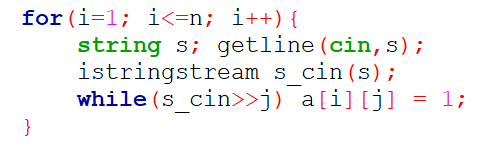 for(i=1; i<=n; i++){
    string s; getline(cin,s);
    istringstream s_cin(s);
    while(s_cin>>j) a[i][j] = 1;
}